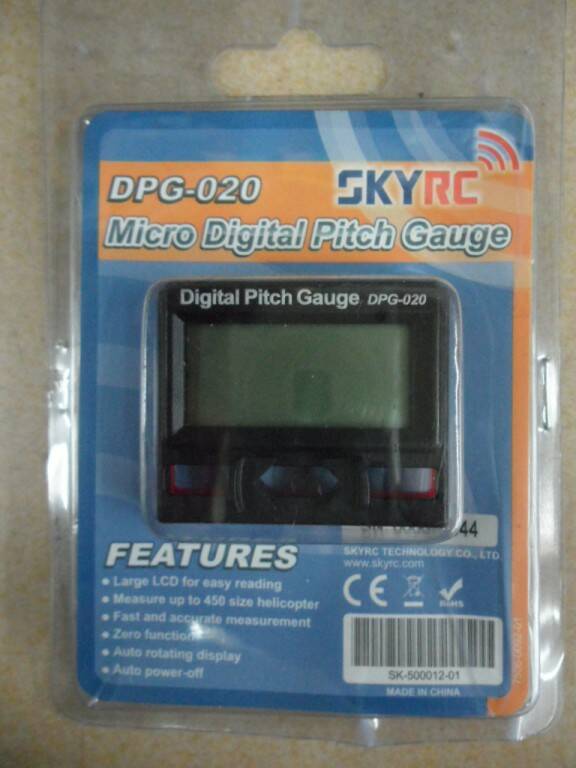 DPG-020
SKYRC
Micro Digital Pitch Gauge
Digital Pitch Gauge DPG-020
44
FEATURES
• Large LCD for easy reading
• Measure up to 450 size helicopter
• Fast and accurate measurement
• Zero function
• Auto rotating display
• Auto power-off
SKYRC TECHNOLOGY CO., LTD
www.skyrc.com
CE
RoHS
SK-500012-01
MADE IN CHINA